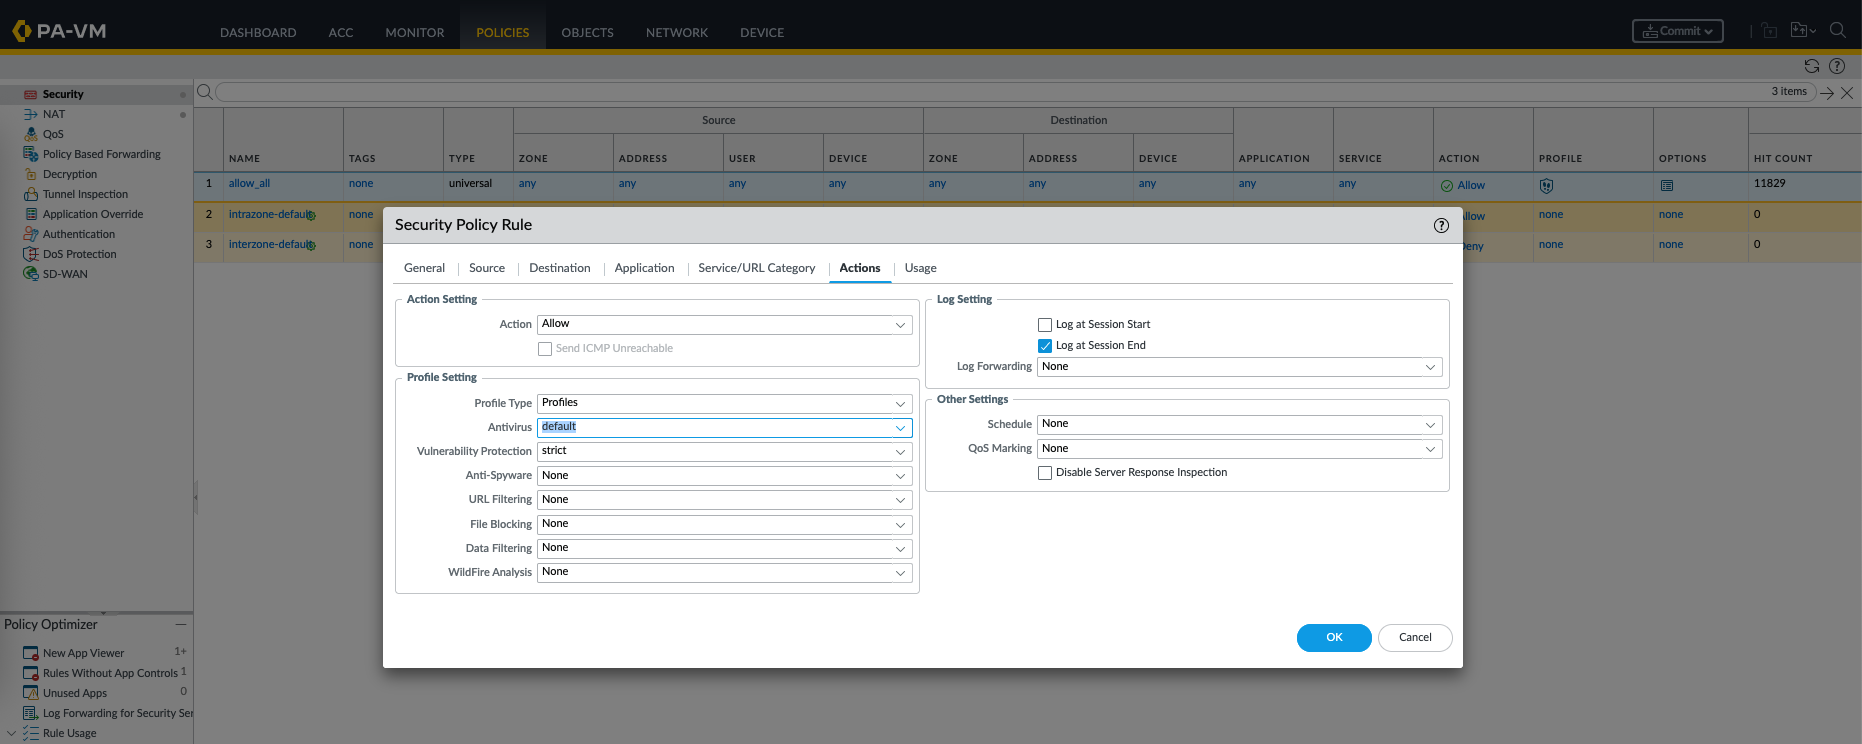 PA-VM
DASHBOARD ACC MONITOR POLICIES OBJECTS NETWORK DEVICE
Commit
Security
NAT
QoS
Policy Based Forwarding
Decryption
Tunnel Inspection
Application Override
Authentication
DoS Protection
SD-WAN
3 items
Source Destination
NAME TAGS TYPE ZONE ADDRESS USER DEVICE ZONE ADDRESS DEVICE APPLICATION SERVICE ACTION PROFILE OPTIONS HIT COUNT
1 allow_all none universal any any any any any any any any any Allow 11829
2 intrazone-default none Allow none none 0
3 interzone-default none Deny none none 0
Security Policy Rule
General Source Destination Application Service/URL Category Actions Usage
Action Setting
Action Allow
Send ICMP Unreachable
Profile Setting
Profile Type Profiles
Antivirus default
Vulnerability Protection strict
Anti-Spyware None
URL Filtering None
File Blocking None
Data Filtering None
WildFire Analysis None
Log Setting
Log at Session Start
Log at Session End
Log Forwarding None
Other Settings
Schedule None
QoS Marking None
Disable Server Response Inspection
OK Cancel
Policy Optimizer
New App Viewer 1+
Rules Without App Controls 1
Unused Apps 0
Log Forwarding for Security Ser
Rule Usage